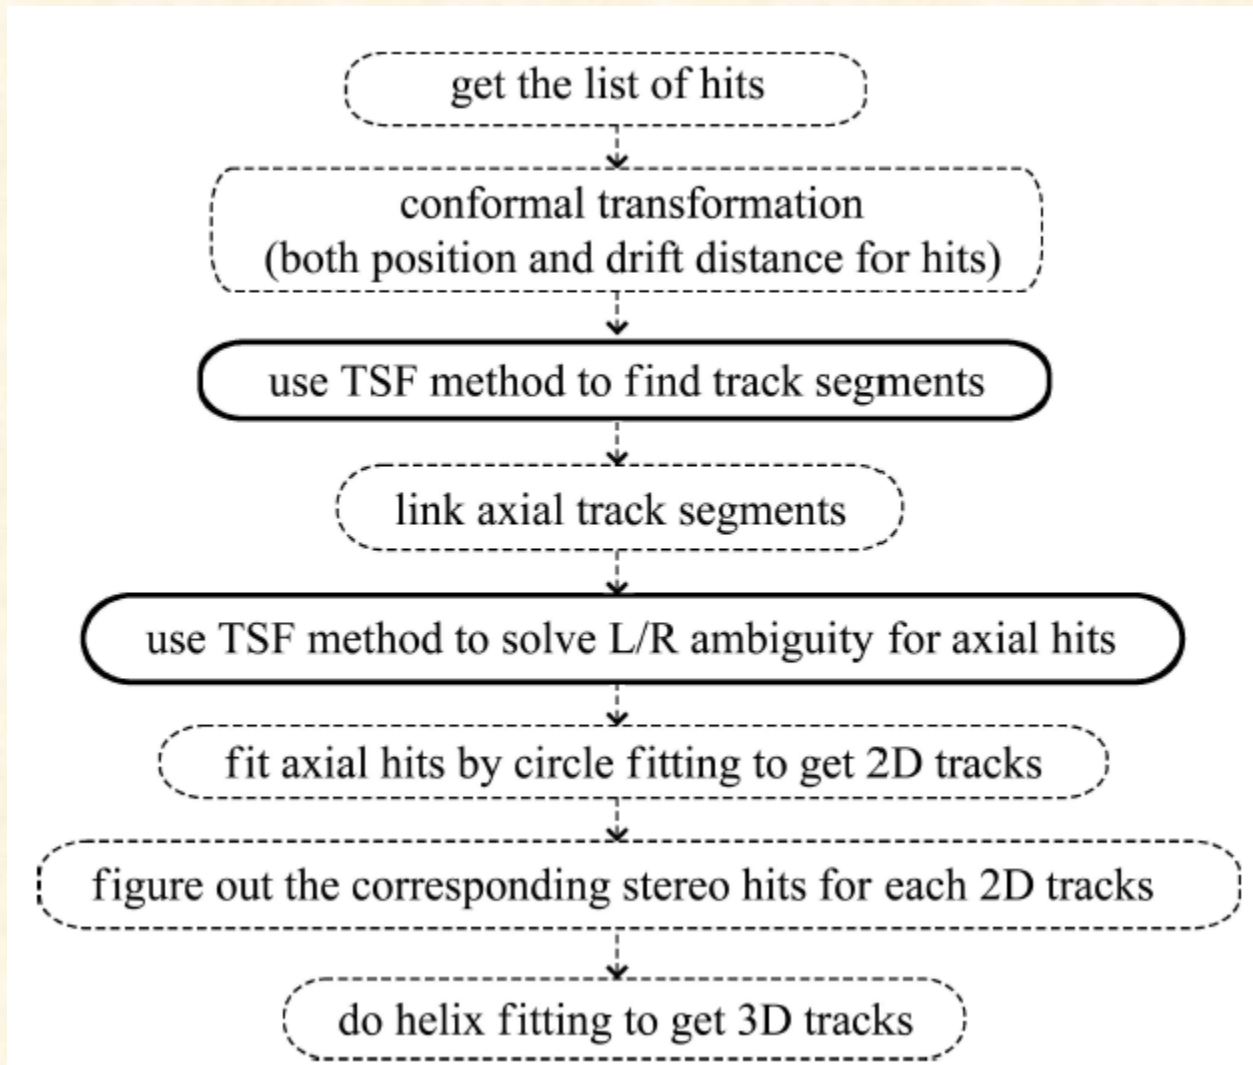 get the list of hits
conformal transformation
(both position and drift distance for hits)
use TSF method to find track segments
link axial track segments
use TSF method to solve L/R ambiguity for axial hits
fit axial hits by circle fitting to get 2D tracks
figure out the corresponding stereo hits for each 2D tracks
do helix fitting to get 3D tracks